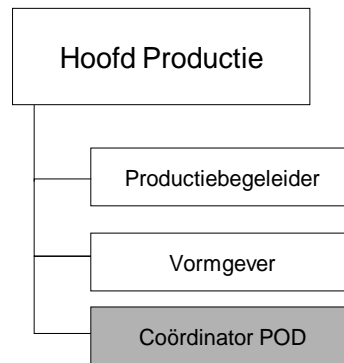 Hoofd Productie
Productiebegeleider
Vormgever
Coördinator POD